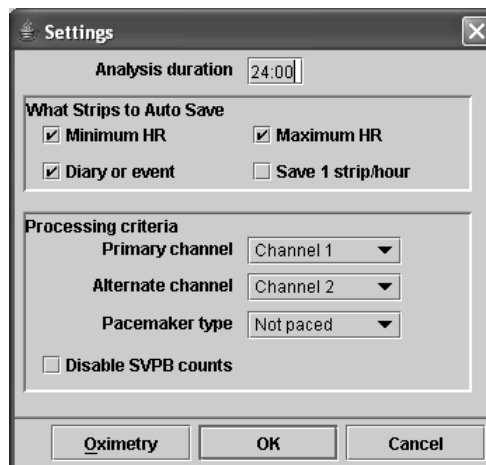 Settings
Analysis duration 24:00
What Strips to Auto Save
Minimum HR Maximum HR
Diary or event Save 1 strip/hour
Processing criteria
Primary channel Channel 1
Alternate channel Channel 2
Pacemaker type Not paced
Disable SVPB counts
Oximetry OK Cancel